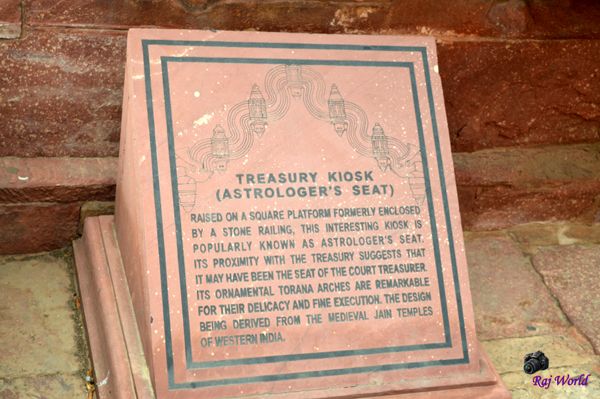 TREASURY KIOSK
(ASTROLOGER'S SEAT)
RAISED ON A SQUARE PLATFORM FORMERLY ENCLOSED
BY A STONE RAILING, THIS INTERESTING KIOSK IS
POPULARLY KNOWN AS ASTROLOGER'S SEAT.
ITS PROXIMITY WITH THE TREASURY SUGGESTS THAT
IT MAY HAVE BEEN THE SEAT OF THE COURT TREASURER.
ITS ORNAMENTAL TORANA ARCHES ARE REMARKABLE
FOR THEIR DELICACY AND FINE EXECUTION. THE DESIGN
BEING DERIVED FROM THE MEDIEVAL JAIN TEMPLES
OF WESTERN INDIA.
Raj World